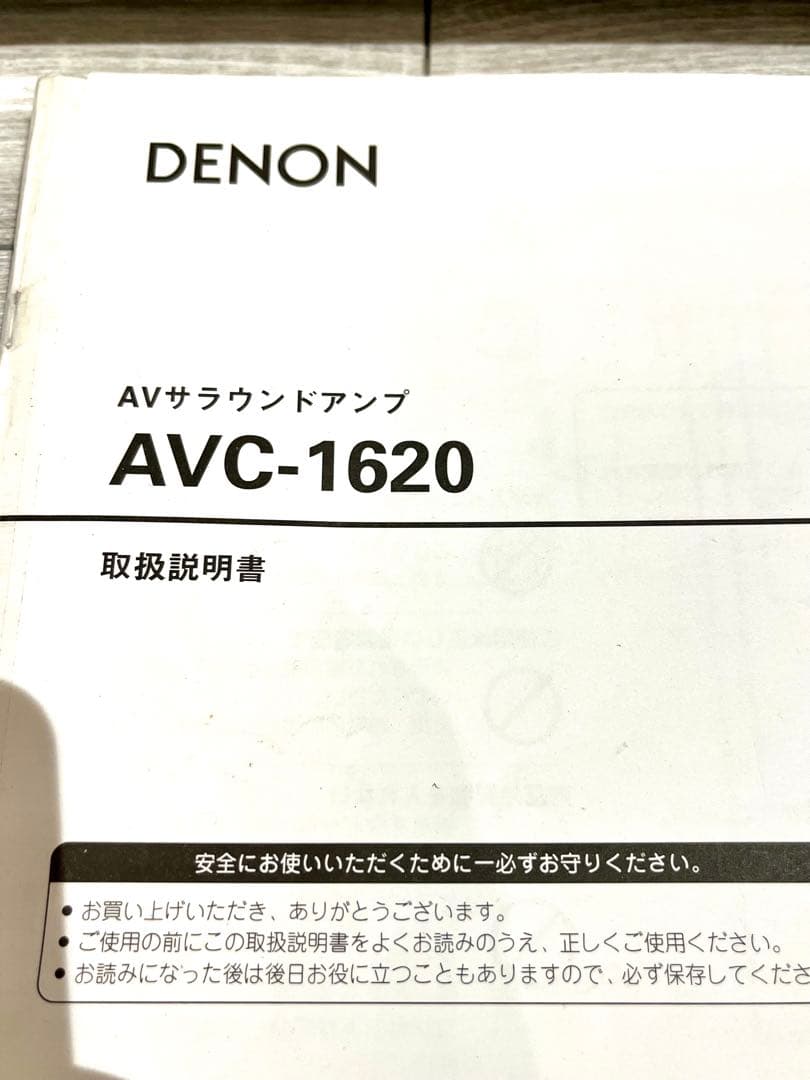 DENON
AVサラウンドアンプ
AVC-1620
取扱説明書
安全にお使いいただくために—必ずお守りください。
● お買い上げいただき、ありがとうございます。
● ご使用の前にこの取扱説明書をよくお読みのうえ、正しくご使用ください。
● お読みになった後は後日お役に立つこともありますので、必ず保存してくださ